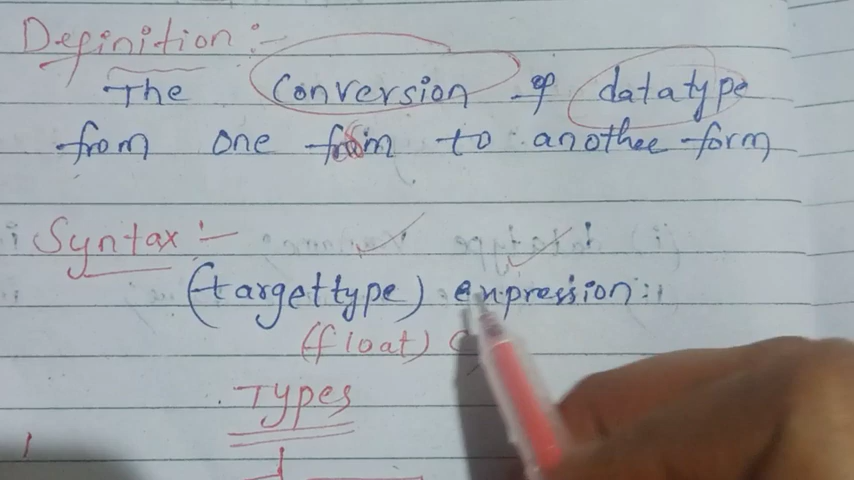 Definition :-
The Conversion of datatype
from one from to another form
Syntax :-
(targettype) expression;
(float)
Types